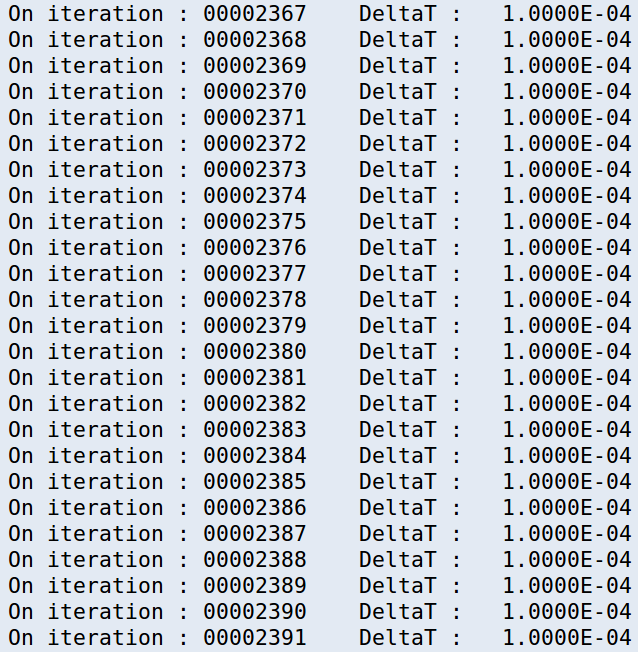 On iteration : 00002367    DeltaT :   1.0000E-04
On iteration : 00002368    DeltaT :   1.0000E-04
On iteration : 00002369    DeltaT :   1.0000E-04
On iteration : 00002370    DeltaT :   1.0000E-04
On iteration : 00002371    DeltaT :   1.0000E-04
On iteration : 00002372    DeltaT :   1.0000E-04
On iteration : 00002373    DeltaT :   1.0000E-04
On iteration : 00002374    DeltaT :   1.0000E-04
On iteration : 00002375    DeltaT :   1.0000E-04
On iteration : 00002376    DeltaT :   1.0000E-04
On iteration : 00002377    DeltaT :   1.0000E-04
On iteration : 00002378    DeltaT :   1.0000E-04
On iteration : 00002379    DeltaT :   1.0000E-04
On iteration : 00002380    DeltaT :   1.0000E-04
On iteration : 00002381    DeltaT :   1.0000E-04
On iteration : 00002382    DeltaT :   1.0000E-04
On iteration : 00002383    DeltaT :   1.0000E-04
On iteration : 00002384    DeltaT :   1.0000E-04
On iteration : 00002385    DeltaT :   1.0000E-04
On iteration : 00002386    DeltaT :   1.0000E-04
On iteration : 00002387    DeltaT :   1.0000E-04
On iteration : 00002388    DeltaT :   1.0000E-04
On iteration : 00002389    DeltaT :   1.0000E-04
On iteration : 00002390    DeltaT :   1.0000E-04
On iteration : 00002391    DeltaT :   1.0000E-04